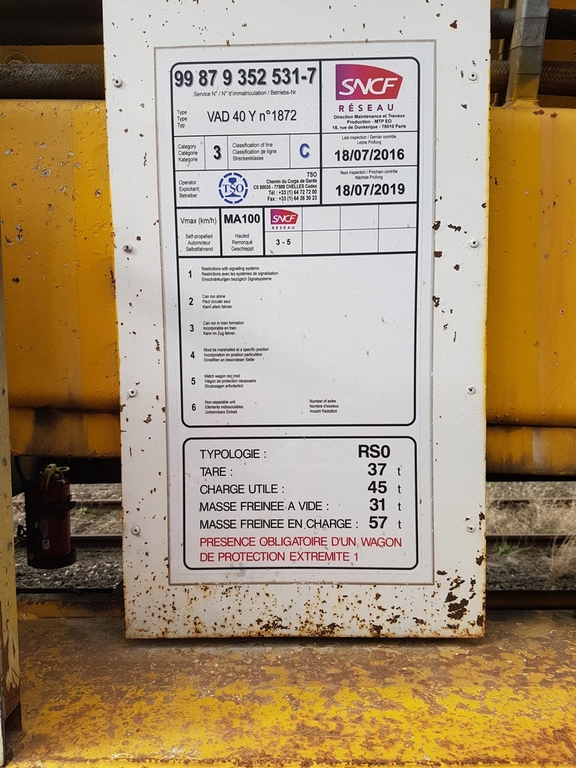 99 87 9 352 531-7
Service N° / N° d'immatriculation / Betriebs-Nr
Type
Type
Typ
VAD 40 Y n°1872
SNCF
RÉSEAU
Direction Maintenance et Travaux
Production - MTP EO
18, rue de Dunkerque - 75010 Paris
Category
Catégorie
Kategorie
3
Classification of line
Classification de ligne
Streckenklasse
C
Last inspection / Dernier contrôle
Letzte Prüfung
18/07/2016
Operator
Exploitant
Betreiber
TSO
TSO
Chemin du Corps de Garde
CS 80036 - 77508 CHELLES Cedex
Tél : +33 (1) 64 72 72 00
Fax : +33 (1) 64 26 30 23
Next inspection / Prochain contrôle
Nächste Prüfung
18/07/2019
Vmax (km/h)
MA100
SNCF
RÉSEAU
Self-propelled
Automoteur
Selbstfahrend
Hauled
Remorqué
Geschleppt
3 - 5
1
Restrictions with signalling systems
Restrictions avec les systèmes de signalisation
Einschränkungen bezüglich Signalsysteme
2
Can run alone
Peut circuler seul
Kann allein fahren
3
Can run in train formation
Incorporable en train
Kann im Zug fahren
4
Must be marshalled at a specific position
Incorporation en position particulière
Einstellen an besonderer Stelle
5
Match wagon required
Wagon de protection nécessaire
Shutzwagen erforderlich
6
Non-separable unit
Eléments indissociables
Untrennbare Einheit
Number of axles
Nombre d'essieux
Anzahl Radsätze
TYPOLOGIE : RS0
TARE : 37 t
CHARGE UTILE : 45 t
MASSE FREINEE A VIDE : 31 t
MASSE FREINEE EN CHARGE : 57 t
PRESENCE OBLIGATOIRE D'UN WAGON
DE PROTECTION EXTREMITE 1